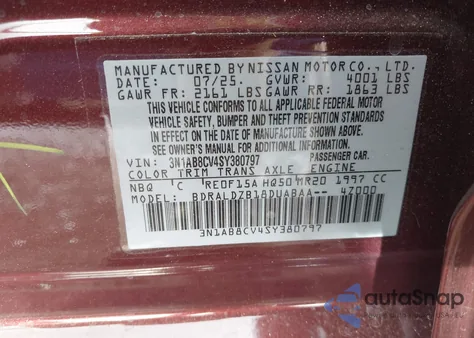 MANUFACTURED BY NISSAN MOTOR CO., LTD.
DATE: 07/25. GVWR: 4001 LBS
GAWR FR: 2161 LBS GAWR RR: 1863 LBS
THIS VEHICLE CONFORMS TO ALL APPLICABLE FEDERAL MOTOR
VEHICLE SAFETY, BUMPER AND THEFT PREVENTION STANDARDS
IN EFFECT ON THE DATE OF MANUFACTURE SHOWN ABOVE.
SEE OWNER'S MANUAL FOR ADDITIONAL INFORMATION.
VIN: 3N1AB8CV4SY380797 PASSENGER CAR.
COLOR TRIM TRANS AXLE ENGINE
NBQ C RE0F15A HQ50 MR20 1997 CC
MODEL: BDRALDZB18DUABAA-- 4Z000
3N1AB8CV4SY380797
autoSnap